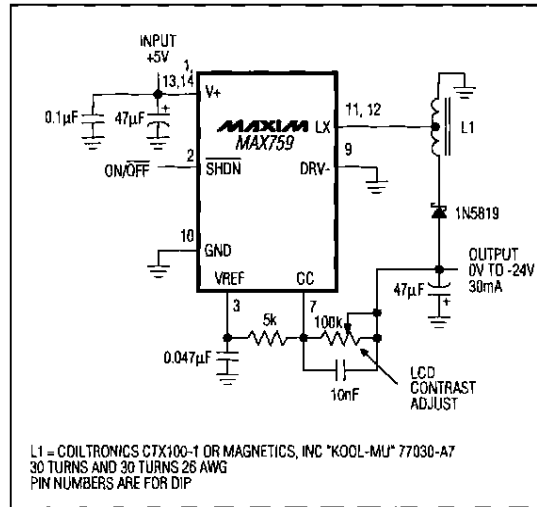 INPUT
+5V
1,
13,14
V+
0.1µF
47µF
+
MAXIM
MAX759
LX
11, 12
L1
9
DRV-
2
ON/OFF
SHDN
1N5819
10
GND
OUTPUT
0V TO -24V
30mA
VREF
CC
47µF
+
3
7
5k
100k
0.047µF
10nF
LCD
CONTRAST
ADJUST
L1 = COILTRONICS CTX100-1 OR MAGNETICS, INC "KOOL-MU" 77030-A7
30 TURNS AND 30 TURNS 26 AWG
PIN NUMBERS ARE FOR DIP